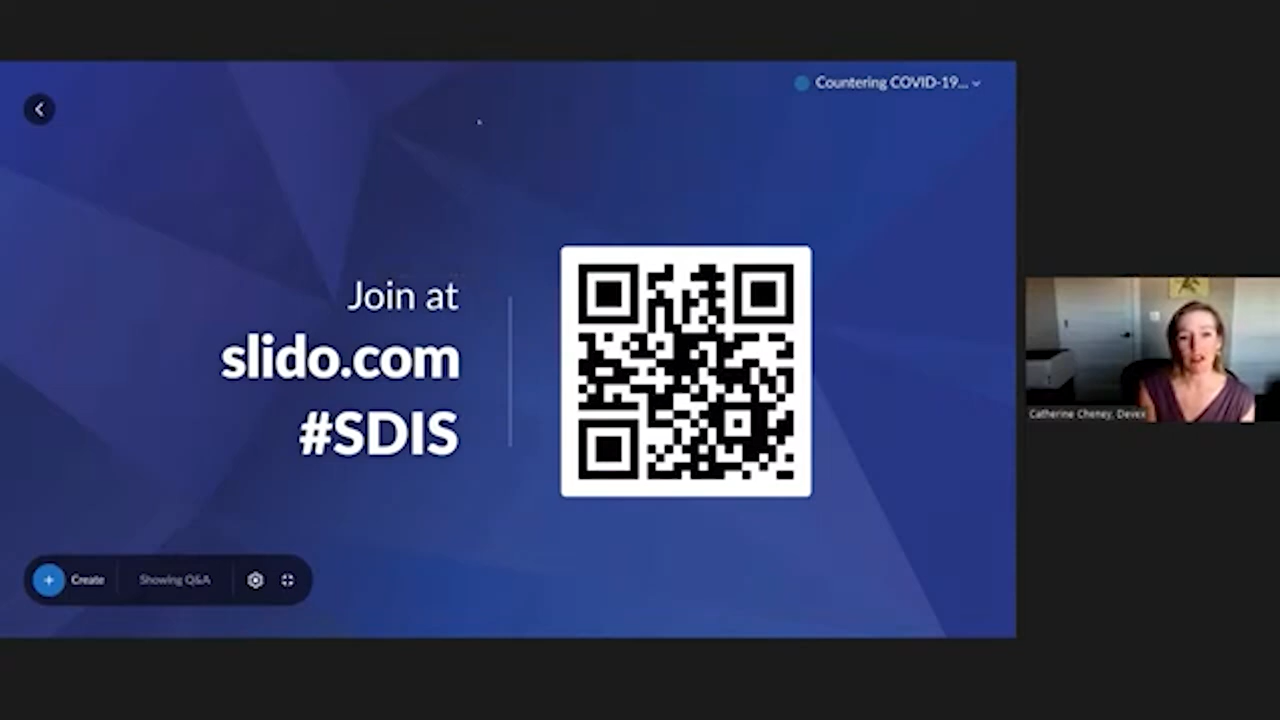 Countering COVID-19...
Join at
slido.com
#SDIS
Catherine Cheney, Devex
+ Create
Showing Q&A